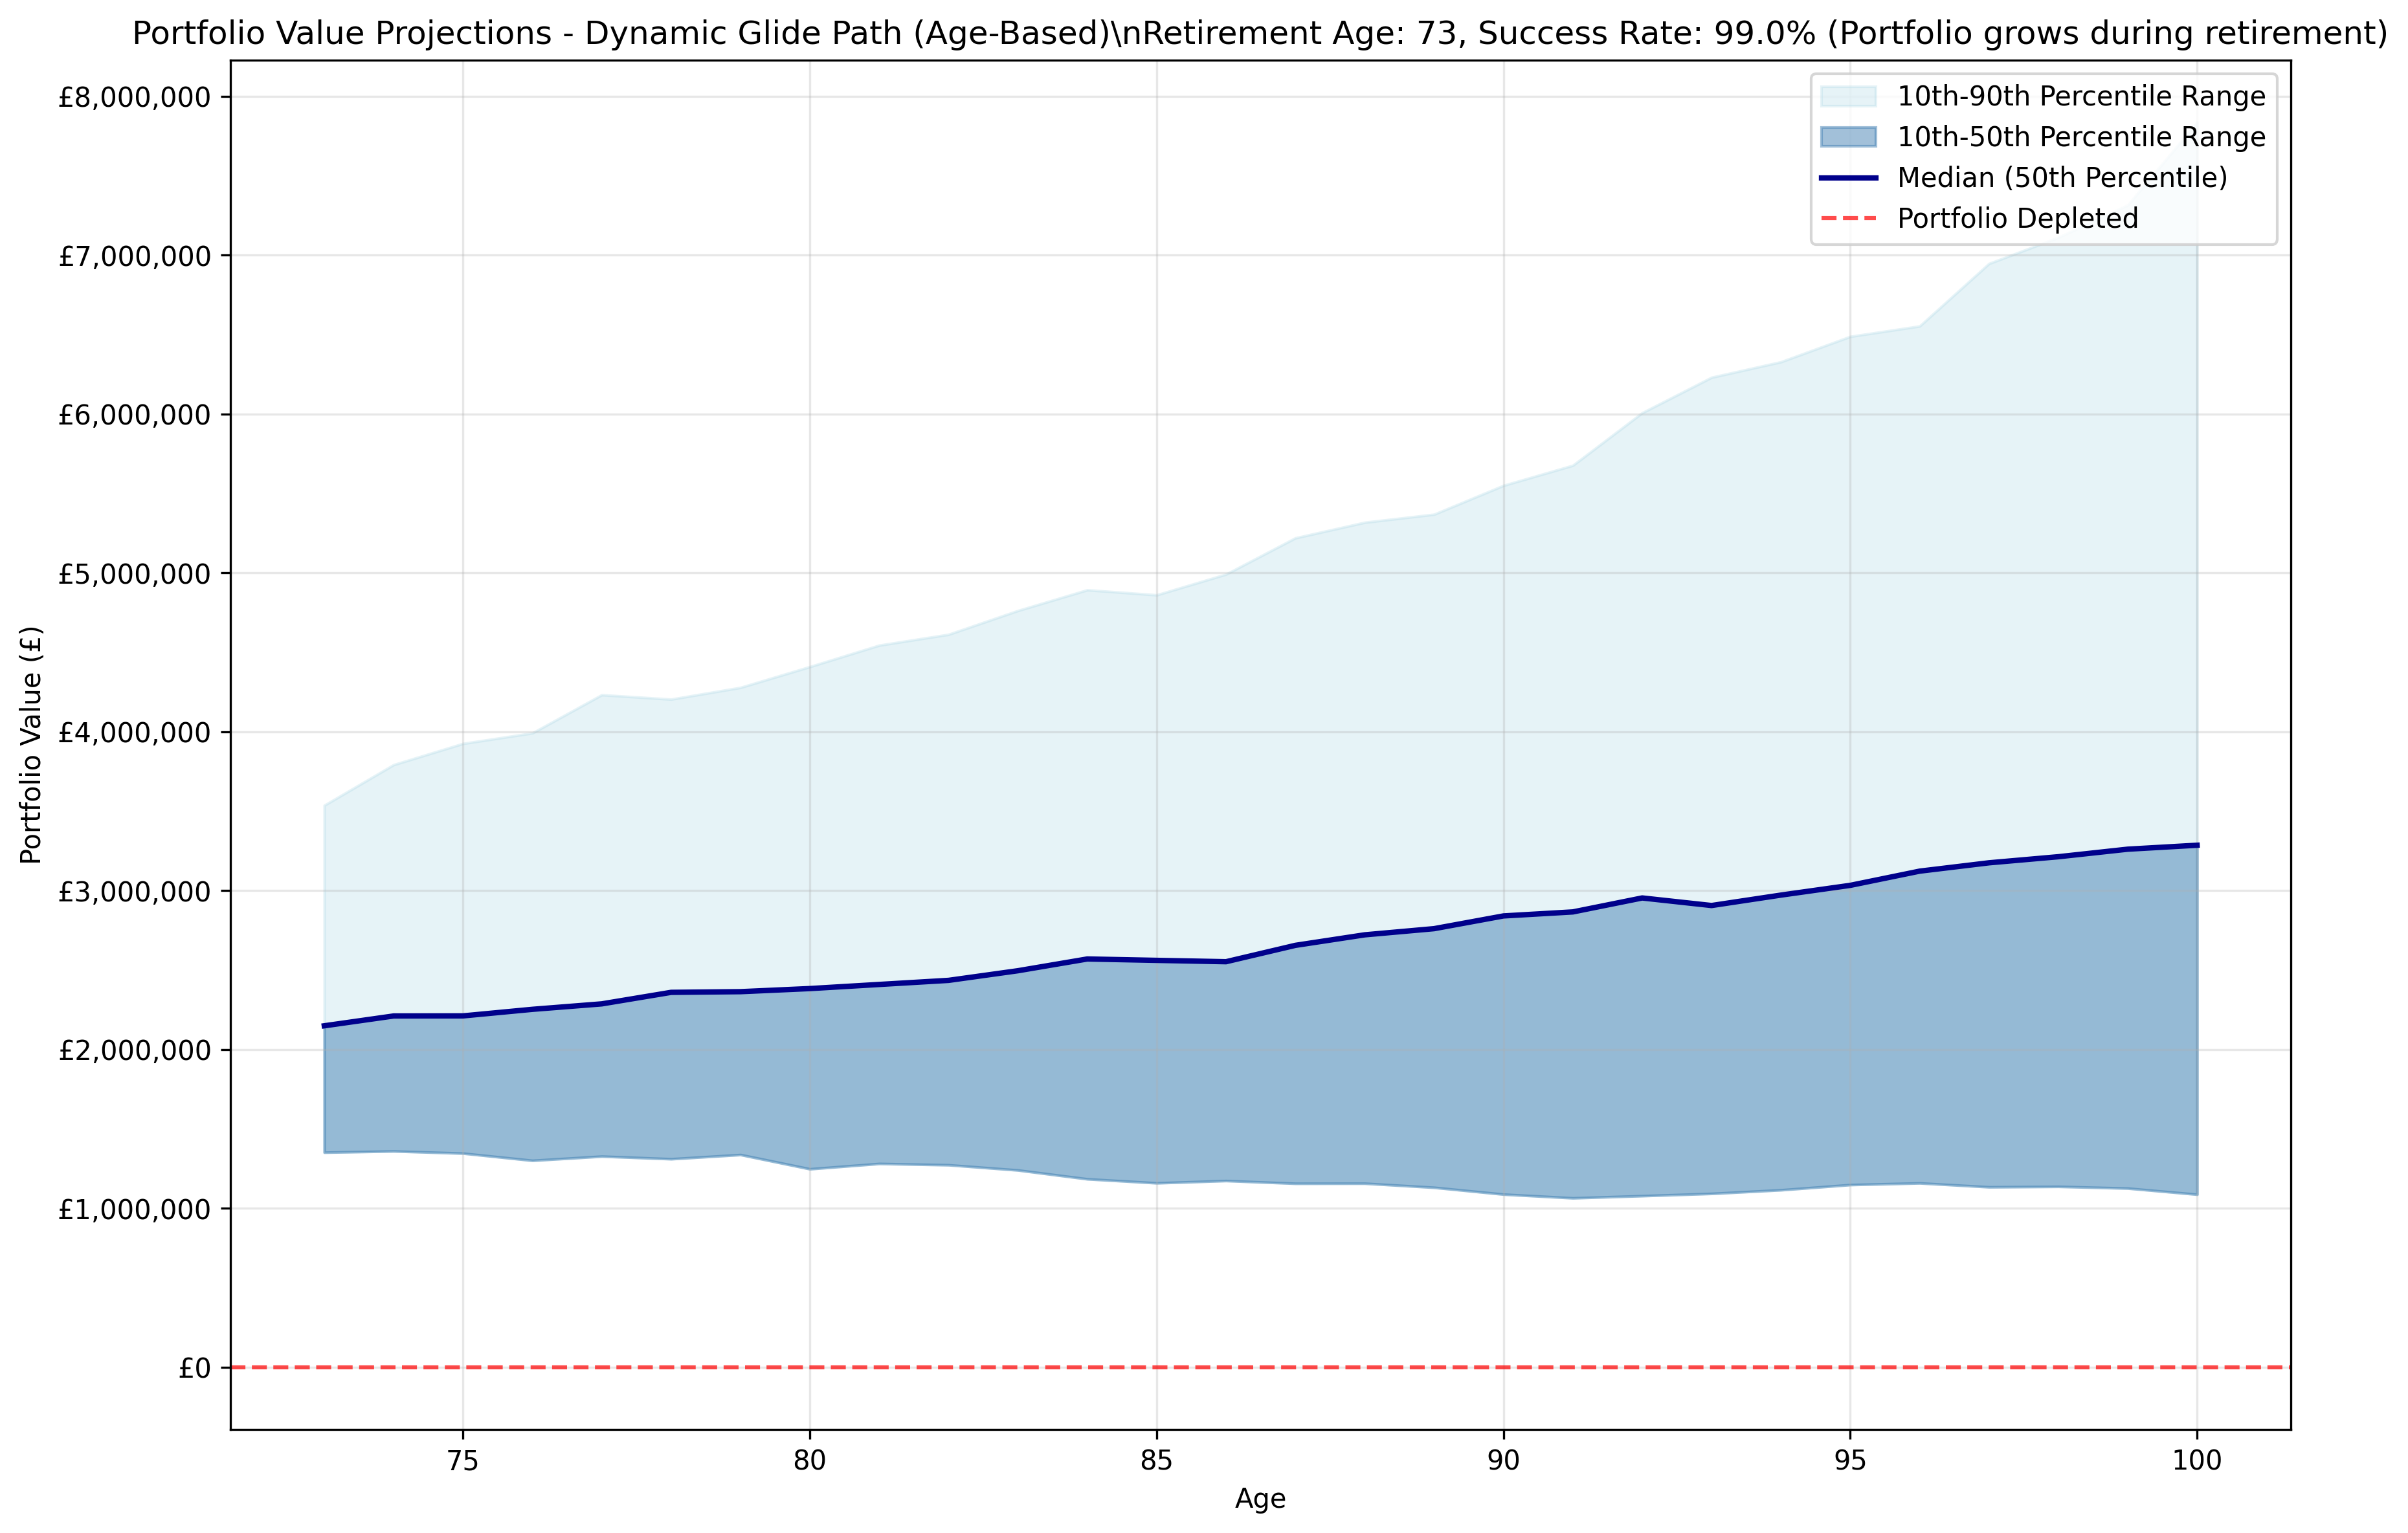 Portfolio Value Projections - Dynamic Glide Path (Age-Based)\nRetirement Age: 73, Success Rate: 99.0% (Portfolio grows during retirement)
10th-90th Percentile Range
10th-50th Percentile Range
Median (50th Percentile)
Portfolio Depleted
Portfolio Value (£)
£8,000,000
£7,000,000
£6,000,000
£5,000,000
£4,000,000
£3,000,000
£2,000,000
£1,000,000
£0
75 80 85 90 95 100
Age